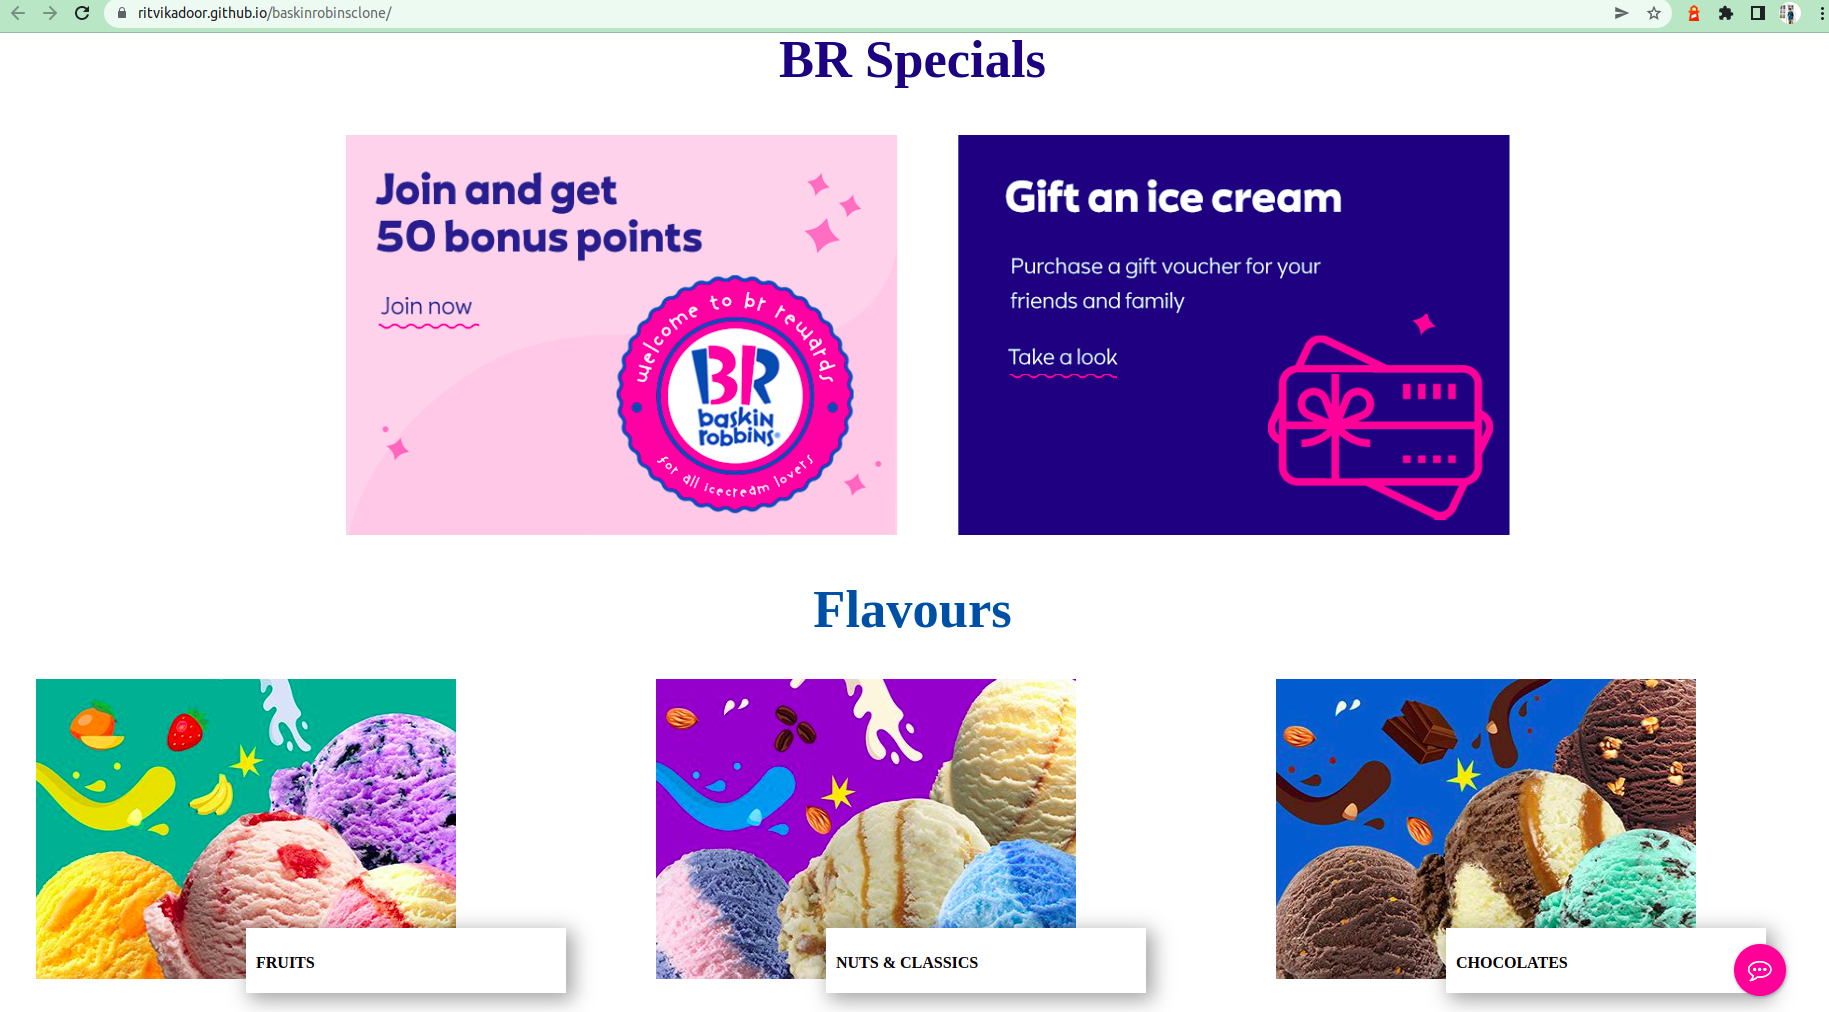 ritvikadoor.github.io/baskinrobinsclone/
BR Specials
Join and get
50 bonus points
Join now
welcome to br rewards
BR
baskin
robbins®
for all icecream lovers
Gift an ice cream
Purchase a gift voucher for your
friends and family
Take a look
Flavours
FRUITS
NUTS & CLASSICS
CHOCOLATES